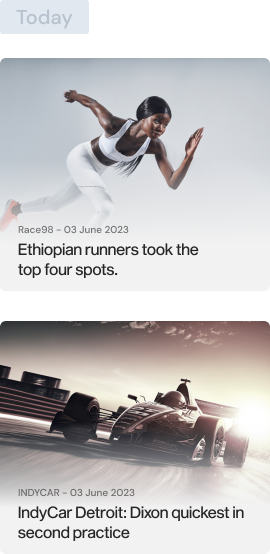 Today
Race98 - 03 June 2023
Ethiopian runners took the
top four spots.
INDYCAR - 03 June 2023
IndyCar Detroit: Dixon quickest in
second practice